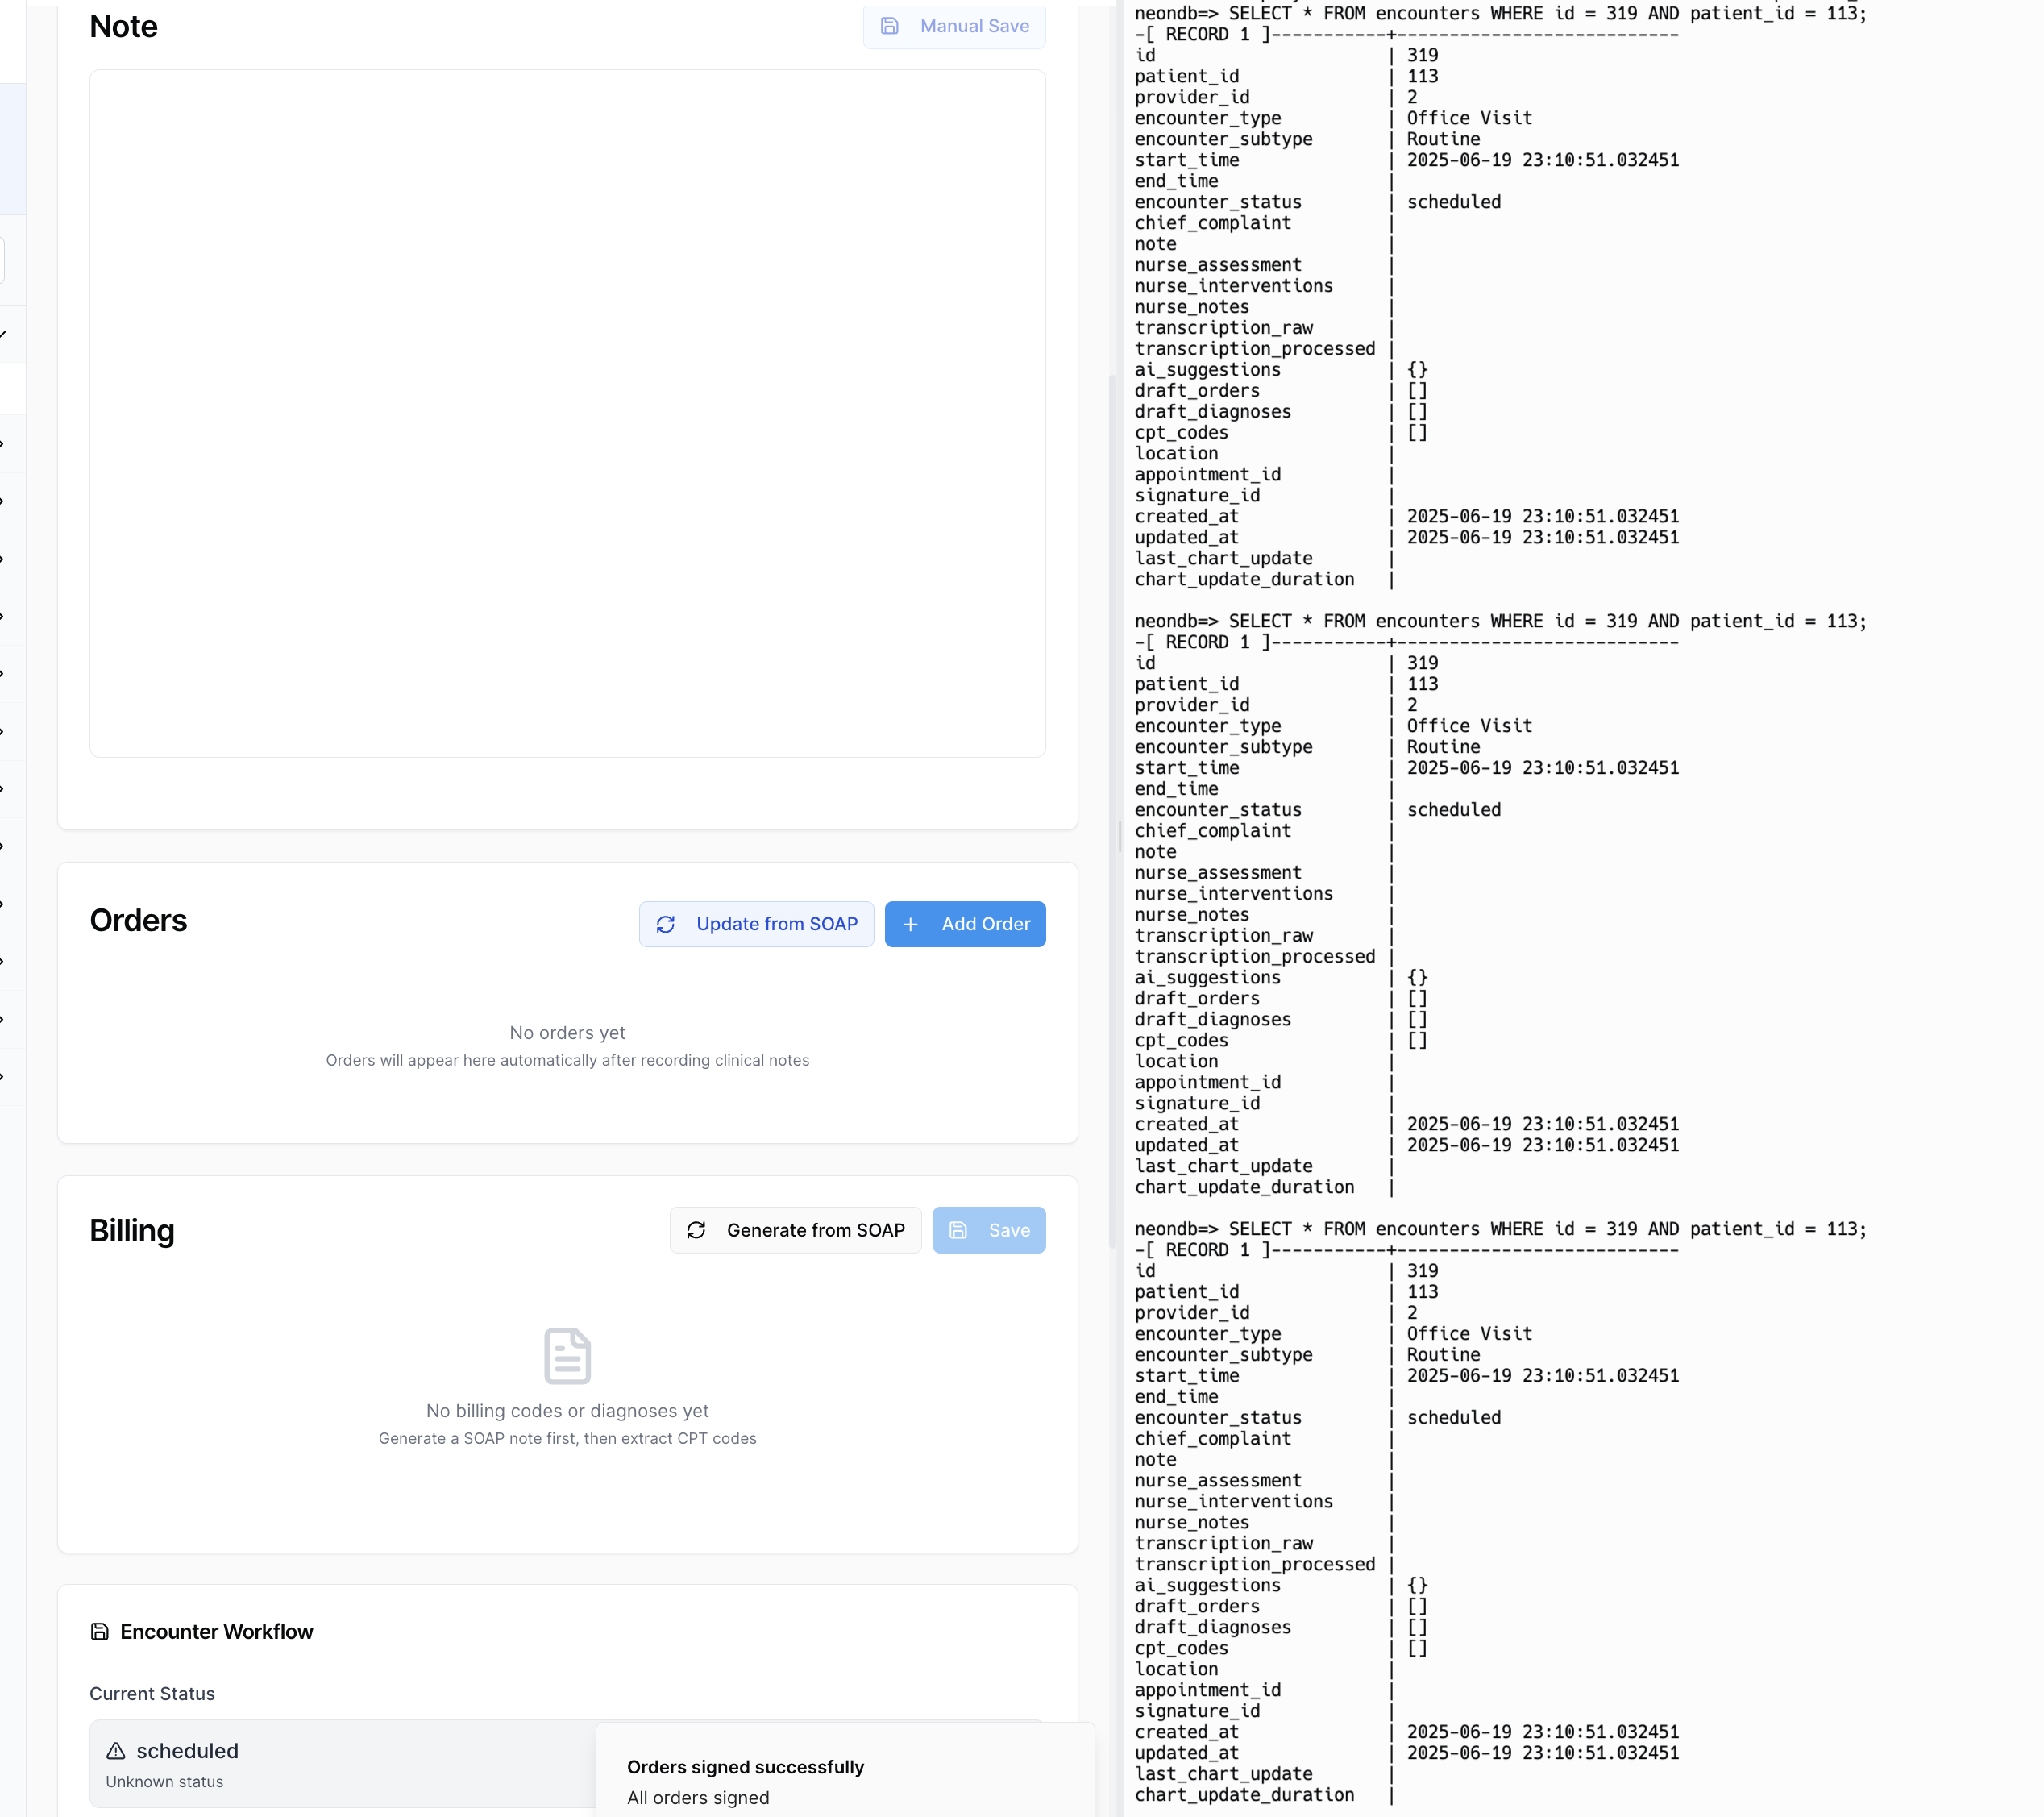 Note
Manual Save
Orders
Update from SOAP
Add Order
No orders yet
Orders will appear here automatically after recording clinical notes
Billing
Generate from SOAP
Save
No billing codes or diagnoses yet
Generate a SOAP note first, then extract CPT codes
Encounter Workflow
Current Status
scheduled
Unknown status
Orders signed successfully
All orders signed
neondb=> SELECT * FROM encounters WHERE id = 319 AND patient_id = 113;
-[ RECORD 1 ]-----------+---------------------------
id                      | 319
patient_id              | 113
provider_id             | 2
encounter_type          | Office Visit
encounter_subtype       | Routine
start_time              | 2025-06-19 23:10:51.032451
end_time                |
encounter_status        | scheduled
chief_complaint         |
note                    |
nurse_assessment        |
nurse_interventions     |
nurse_notes             |
transcription_raw       |
transcription_processed |
ai_suggestions          | {}
draft_orders            | []
draft_diagnoses         | []
cpt_codes               | []
location                |
appointment_id          |
signature_id            |
created_at              | 2025-06-19 23:10:51.032451
updated_at              | 2025-06-19 23:10:51.032451
last_chart_update       |
chart_update_duration   |
neondb=> SELECT * FROM encounters WHERE id = 319 AND patient_id = 113;
-[ RECORD 1 ]-----------+---------------------------
id                      | 319
patient_id              | 113
provider_id             | 2
encounter_type          | Office Visit
encounter_subtype       | Routine
start_time              | 2025-06-19 23:10:51.032451
end_time                |
encounter_status        | scheduled
chief_complaint         |
note                    |
nurse_assessment        |
nurse_interventions     |
nurse_notes             |
transcription_raw       |
transcription_processed |
ai_suggestions          | {}
draft_orders            | []
draft_diagnoses         | []
cpt_codes               | []
location                |
appointment_id          |
signature_id            |
created_at              | 2025-06-19 23:10:51.032451
updated_at              | 2025-06-19 23:10:51.032451
last_chart_update       |
chart_update_duration   |
neondb=> SELECT * FROM encounters WHERE id = 319 AND patient_id = 113;
-[ RECORD 1 ]-----------+---------------------------
id                      | 319
patient_id              | 113
provider_id             | 2
encounter_type          | Office Visit
encounter_subtype       | Routine
start_time              | 2025-06-19 23:10:51.032451
end_time                |
encounter_status        | scheduled
chief_complaint         |
note                    |
nurse_assessment        |
nurse_interventions     |
nurse_notes             |
transcription_raw       |
transcription_processed |
ai_suggestions          | {}
draft_orders            | []
draft_diagnoses         | []
cpt_codes               | []
location                |
appointment_id          |
signature_id            |
created_at              | 2025-06-19 23:10:51.032451
updated_at              | 2025-06-19 23:10:51.032451
last_chart_update       |
chart_update_duration   |